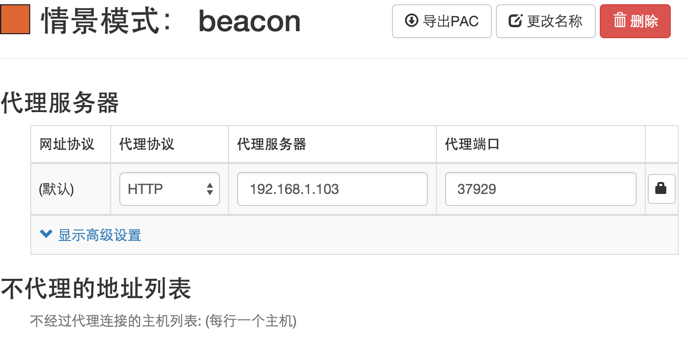 情景模式： beacon
导出PAC 更改名称 删除
代理服务器
网址协议 代理协议 代理服务器 代理端口
(默认) HTTP 192.168.1.103 37929
显示高级设置
不代理的地址列表
不经过代理连接的主机列表: (每行一个主机)